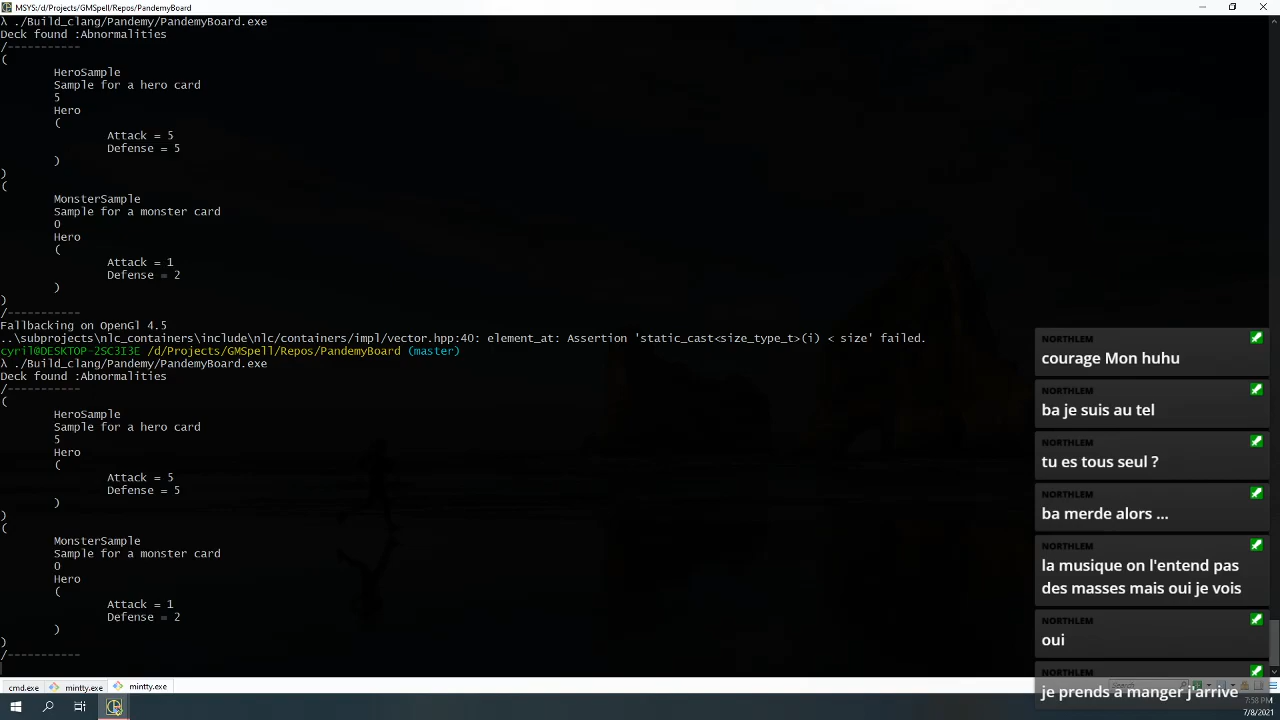 MSYS:/d/Projects/GMSpell/Repos/PandemyBoard
λ ./Build_clang/Pandemy/PandemyBoard.exe
Deck found :Abnormalities
/-----------
(
HeroSample
Sample for a hero card
5
Hero
(
Attack = 5
Defense = 5
)
)
(
MonsterSample
Sample for a monster card
0
Hero
(
Attack = 1
Defense = 2
)
)
/-----------
Fallbacking on OpenGl 4.5
..\subprojects\nlc_containers\include\nlc/containers/impl/vector.hpp:40: element_at: Assertion 'static_cast<size_type_t>(i) < size' failed.
cyril@DESKTOP-2SC3I3E /d/Projects/GMSpell/Repos/PandemyBoard (master)
λ ./Build_clang/Pandemy/PandemyBoard.exe
Deck found :Abnormalities
/-----------
(
HeroSample
Sample for a hero card
5
Hero
(
Attack = 5
Defense = 5
)
)
(
MonsterSample
Sample for a monster card
0
Hero
(
Attack = 1
Defense = 2
)
)
/-----------
NORTHLEM
courage Mon huhu
NORTHLEM
ba je suis au tel
NORTHLEM
tu es tous seul ?
NORTHLEM
ba merde alors ...
NORTHLEM
la musique on l'entend pas
des masses mais oui je vois
NORTHLEM
oui
NORTHLEM
je prends a manger j'arrive
cmd.exe
mintty.exe
mintty.exe
Search
7:58 PM
7/8/2021